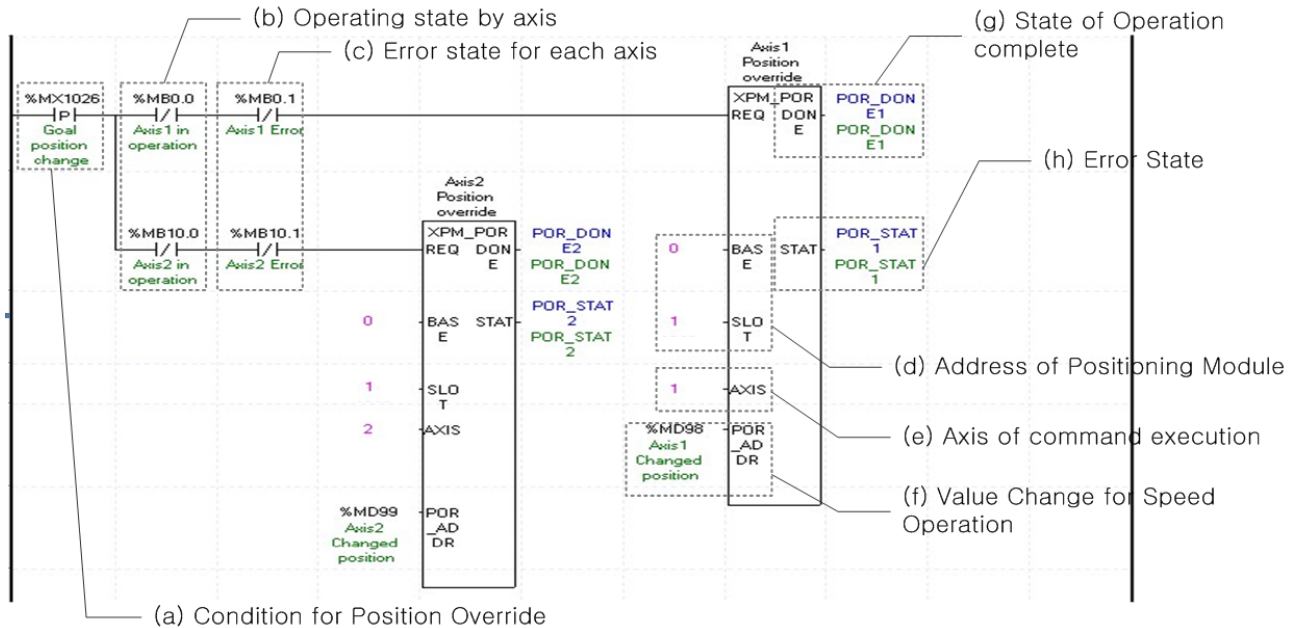 (b) Operating state by axis
(c) Error state for each axis
(g) State of Operation
complete
Axis1
Position
override
%MX1026
P
Goal
position
change
%MB0.0
Axis1 in
operation
%MB0.1
Axis1 Error
XPM_POR
REQ DON
E
POR_DON
E1
POR_DON
E1
(h) Error State
Axis2
Position
override
%MB10.0
Axis2 in
operation
%MB10.1
Axis2 Error
XPM_POR
REQ DON
E
POR_DON
E2
POR_DON
E2
0
BAS
E
STAT
POR_STAT
1
POR_STAT
1
0
BAS
E
STAT
POR_STAT
2
POR_STAT
2
1
SLO
T
(d) Address of Positioning Module
1
SLO
T
1
AXIS
2
AXIS
(e) Axis of command execution
%MD98
Axis1
Changed
position
POR
_AD
DR
(f) Value Change for Speed
Operation
%MD99
Axis2
Changed
position
POR
_AD
DR
(a) Condition for Position Override